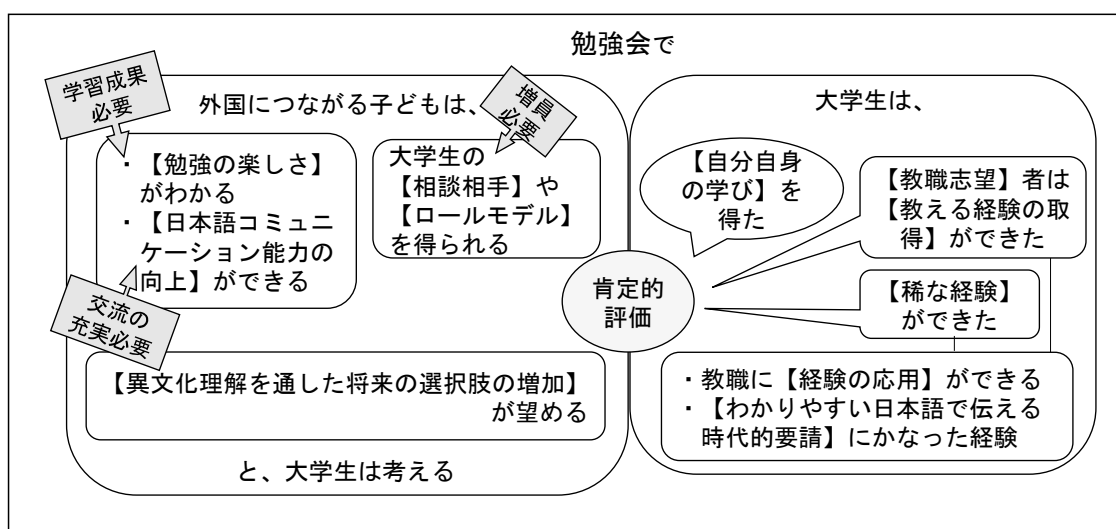 勉強会で
学習成果
必要
外国につながる子どもは、
増員
必要
・【勉強の楽しさ】
がわかる
・【日本語コミュニ
ケーション能力の
向上】ができる
大学生の
【相談相手】や
【ロールモデル】
を得られる
交流の
充実必要
【異文化理解を通した将来の選択肢の増加】
が望める
と、大学生は考える
肯定的
評価
大学生は、
【自分自身
の学び】を
得た
【教職志望】者は
【教える経験の取
得】ができた
【稀な経験】
ができた
・教職に【経験の応用】ができる
・【わかりやすい日本語で伝える
時代的要請】にかなった経験